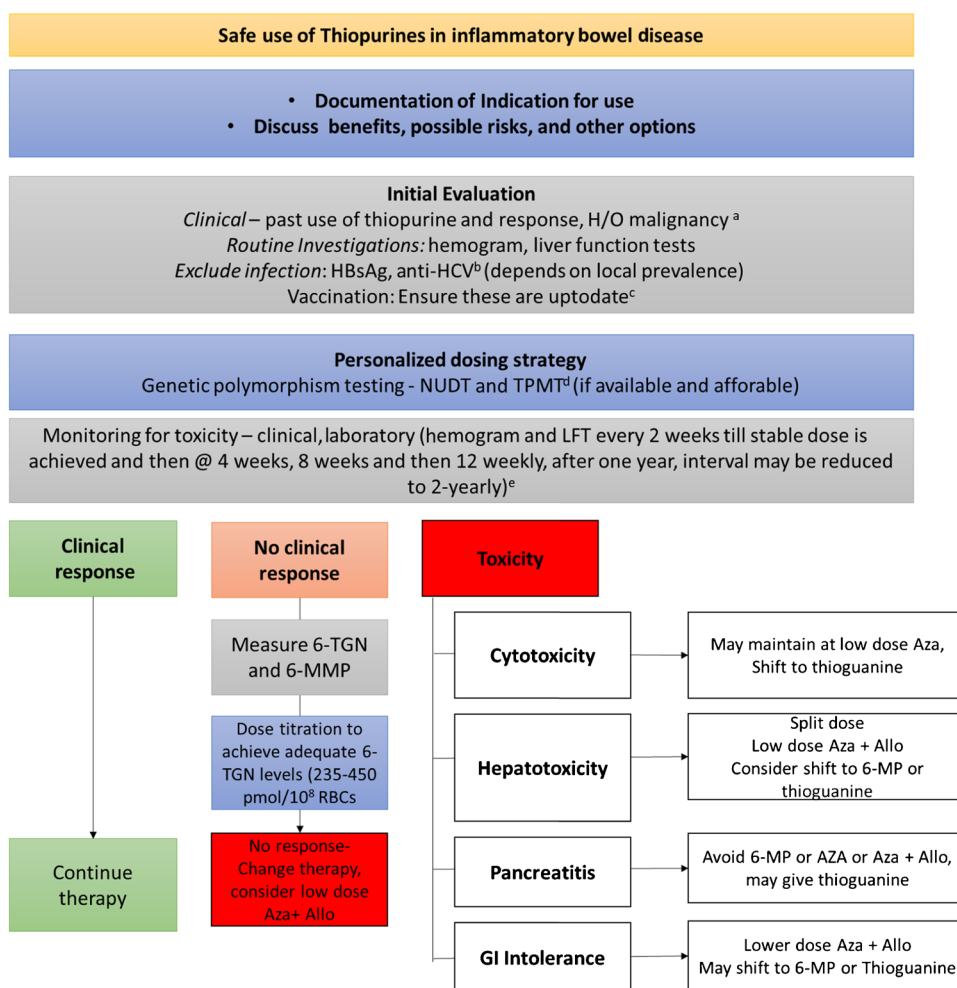 Safe use of Thiopurines in inflammatory bowel disease
• Documentation of Indication for use
• Discuss benefits, possible risks, and other options
Initial Evaluation
Clinical – past use of thiopurine and response, H/O malignancy ᵃ
Routine Investigations: hemogram, liver function tests
Exclude infection: HBsAg, anti-HCVᵇ (depends on local prevalence)
Vaccination: Ensure these are uptodateᶜ
Personalized dosing strategy
Genetic polymorphism testing - NUDT and TPMTᵈ (if available and afforable)
Monitoring for toxicity – clinical, laboratory (hemogram and LFT every 2 weeks till stable dose is
achieved and then @ 4 weeks, 8 weeks and then 12 weekly, after one year, interval may be reduced
to 2-yearly)ᵉ
Clinical
response
Continue
therapy
No clinical
response
Measure 6-TGN
and 6-MMP
Dose titration to
achieve adequate 6-
TGN levels (235-450
pmol/10⁸ RBCs
No response-
Change therapy,
consider low dose
Aza+ Allo
Toxicity
Cytotoxicity
May maintain at low dose Aza,
Shift to thioguanine
Hepatotoxicity
Split dose
Low dose Aza + Allo
Consider shift to 6-MP or
thioguanine
Pancreatitis
Avoid 6-MP or AZA or Aza + Allo,
may give thioguanine
GI Intolerance
Lower dose Aza + Allo
May shift to 6-MP or Thioguanine